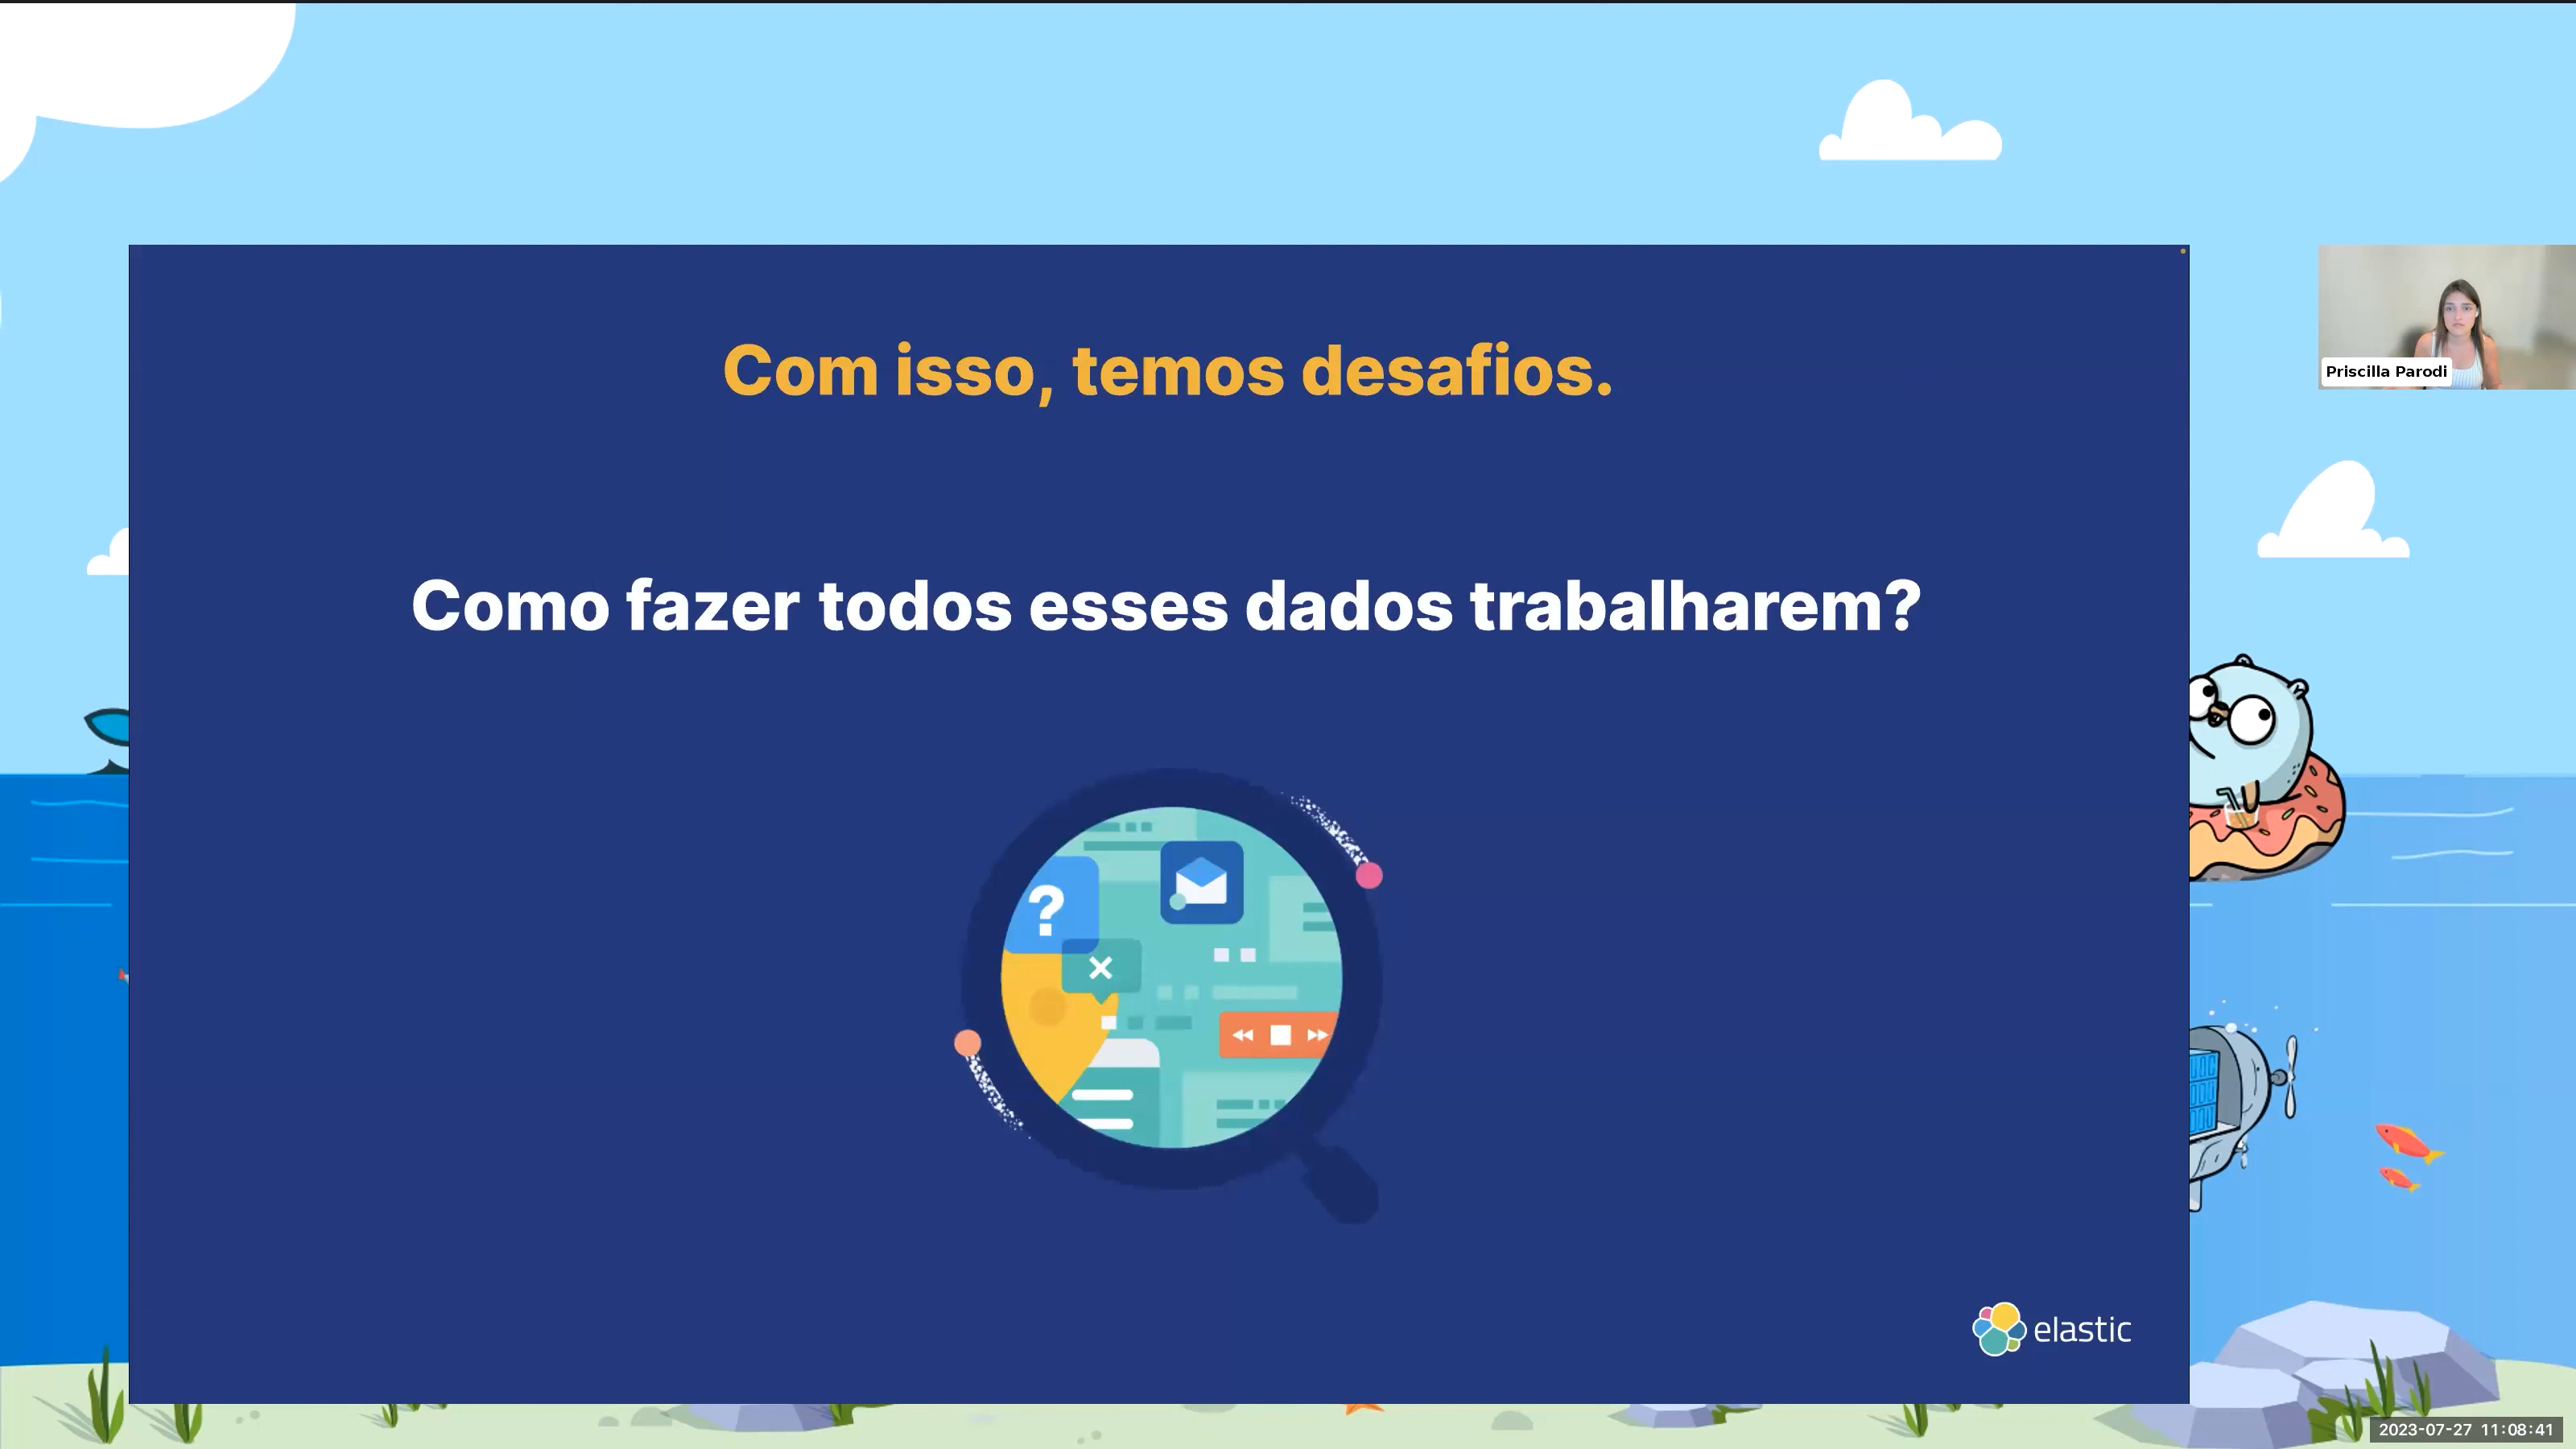 Com isso, temos desafios.
Priscilla Parodi
Como fazer todos esses dados trabalharem?
?
elastic
2023-07-27 11:08:41